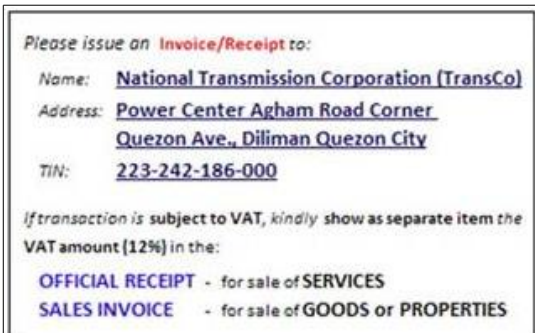 Please issue an Invoice/Receipt to:
Name: National Transmission Corporation (TransCo)
Address: Power Center Agham Road Corner
Quezon Ave., Diliman Quezon City
TIN: 223-242-186-000
If transaction is subject to VAT, kindly show as separate item the
VAT amount (12%) in the:
OFFICIAL RECEIPT - for sale of SERVICES
SALES INVOICE - for sale of GOODS or PROPERTIES